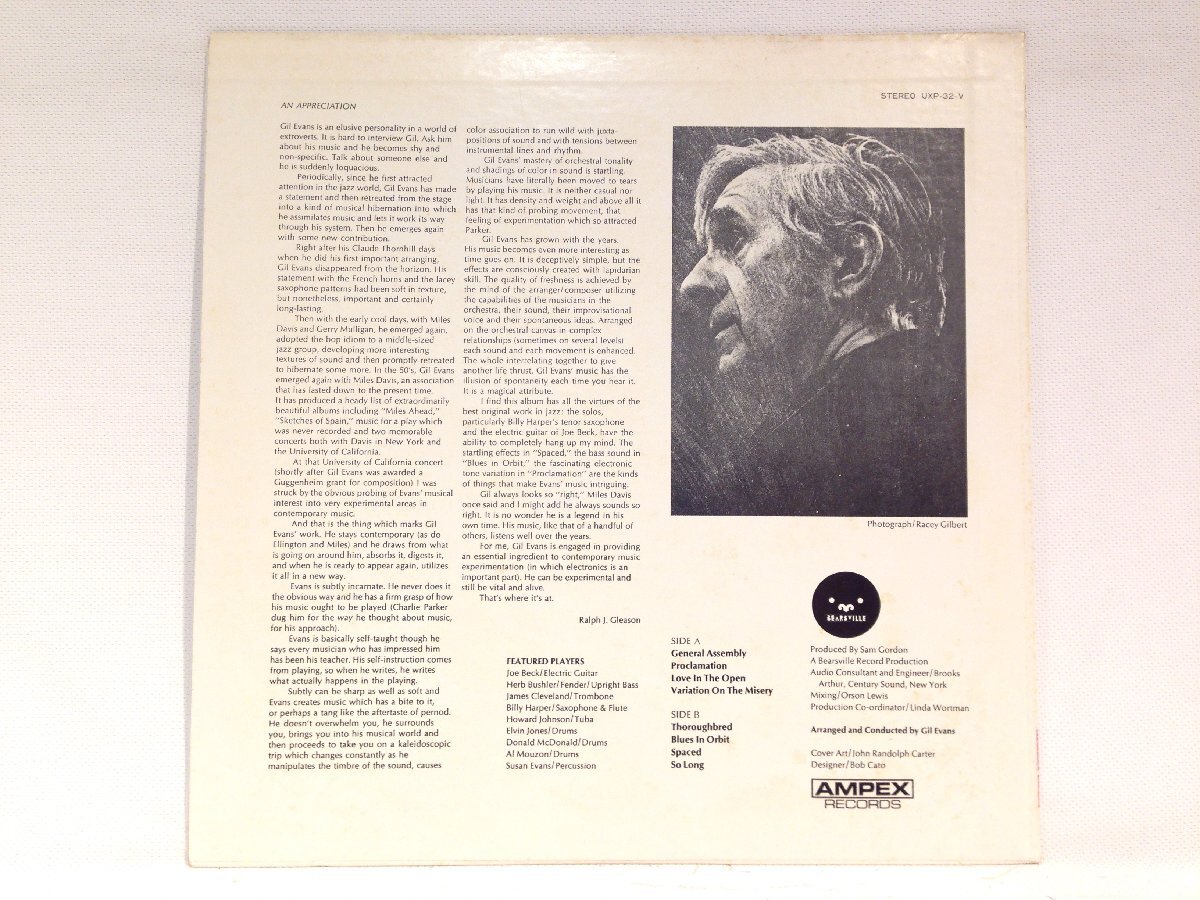 STEREO UXP-32-V
AN APPRECIATION
Gil Evans is an elusive personality in a world of
extroverts. It is hard to interview Gil. Ask him
about his music and he becomes shy and
non-specific. Talk about someone else and
he is suddenly loquacious.
Periodically, since he first attracted
attention in the jazz world, Gil Evans has made
a statement and then retreated from the stage
into a kind of musical hibernation into which
he assimilates music and lets it work its way
through his system. Then he emerges again
with some new contribution.
Right after his Claude Thornhill days
when he did his first important arranging,
Gil Evans disappeared from the horizon. His
statement with the French horns and the lacey
saxophone patterns had been soft in texture,
but nonetheless, important and certainly
long-lasting.
Then with the early cool days, with Miles
Davis and Gerry Mulligan, he emerged again,
adopted the bop idiom to a middle-sized
jazz group, developing more interesting
textures of sound and then promptly retreated
to hibernate some more. In the 50's, Gil Evans
emerged again with Miles Davis, an association
that has lasted down to the present time.
It has produced a heady list of extraordinarily
beautiful albums including "Miles Ahead,"
"Sketches of Spain," music for a play which
was never recorded and two memorable
concerts both with Davis in New York and
the University of California.
At that University of California concert
(shortly after Gil Evans was awarded a
Guggenheim grant for composition) I was
struck by the obvious probing of Evans' musical
interest into very experimental areas in
contemporary music.
And that is the thing which marks Gil
Evans' work. He stays contemporary (as do
Ellington and Miles) and he draws from what
is going on around him, absorbs it, digests it,
and when he is ready to appear again, utilizes
it all in a new way.
Evans is subtly incarnate. He never does it
the obvious way and he has a firm grasp of how
his music ought to be played (Charlie Parker
dug him for the way he thought about music,
for his approach).
Evans is basically self-taught though he
says every musician who has impressed him
has been his teacher. His self-instruction comes
from playing, so when he writes, he writes
what actually happens in the playing.
Subtly can be sharp as well as soft and
Evans creates music which has a bite to it,
or perhaps a tang like the aftertaste of pernod.
He doesn't overwhelm you, he surrounds
you, brings you into his musical world and
then proceeds to take you on a kaleidoscopic
trip which changes constantly as he
manipulates the timbre of the sound, causes
color association to run wild with juxta-
positions of sound and with tensions between
instrumental lines and rhythm.
Gil Evans' mastery of orchestral tonality
and shadings of color in sound is startling.
Musicians have literally been moved to tears
by playing his music. It is neither casual nor
light. It has density and weight and above all it
has that kind of probing movement, that
feeling of experimentation which so attracted
Parker.
Gil Evans has grown with the years.
His music becomes even more interesting as
time goes on. It is deceptively simple, but the
effects are consciously created with lapidarian
skill. The quality of freshness is achieved by
the mind of the arranger/composer utilizing
the capabilities of the musicians in the
orchestra, their sound, their improvisational
voice and their spontaneous ideas. Arranged
on the orchestral canvas in complex
relationships (sometimes on several levels)
each sound and each movement is enhanced.
The whole interrelating together to give
another life thrust. Gil Evans' music has the
illusion of spontaneity each time you hear it.
It is a magical attribute.
I find this album has all the virtues of the
best original work in jazz: the solos,
particularly Billy Harper's tenor saxophone
and the electric guitar of Joe Beck, have the
ability to completely hang up my mind. The
startling effects in "Spaced," the bass sound in
"Blues in Orbit," the fascinating electronic
tone variation in "Proclamation" are the kinds
of things that make Evans' music intriguing.
Gil always looks so "right," Miles Davis
once said and I might add he always sounds so
right. It is no wonder he is a legend in his
own time. His music, like that of a handful of
others, listens well over the years.
For me, Gil Evans is engaged in providing
an essential ingredient to contemporary music
experimentation (in which electronics is an
important part). He can be experimental and
still be vital and alive.
That's where it's at.
Ralph J. Gleason
FEATURED PLAYERS
Joe Beck/Electric Guitar
Herb Bushler/Fender/Upright Bass
James Cleveland/Trombone
Billy Harper/Saxophone & Flute
Howard Johnson/Tuba
Elvin Jones/Drums
Donald McDonald/Drums
Al Mouzon/Drums
Susan Evans/Percussion
Photograph/Racey Gilbert
SIDE A
General Assembly
Proclamation
Love In The Open
Variation On The Misery
SIDE B
Thoroughbred
Blues In Orbit
Spaced
So Long
BEARSVILLE
Produced By Sam Gordon
A Bearsville Record Production
Audio Consultant and Engineer/Brooks
Arthur, Century Sound, New York
Mixing/Orson Lewis
Production Co-ordinator/Linda Wortman
Arranged and Conducted by Gil Evans
Cover Art/John Randolph Carter
Designer/Bob Cato
AMPEX
RECORDS